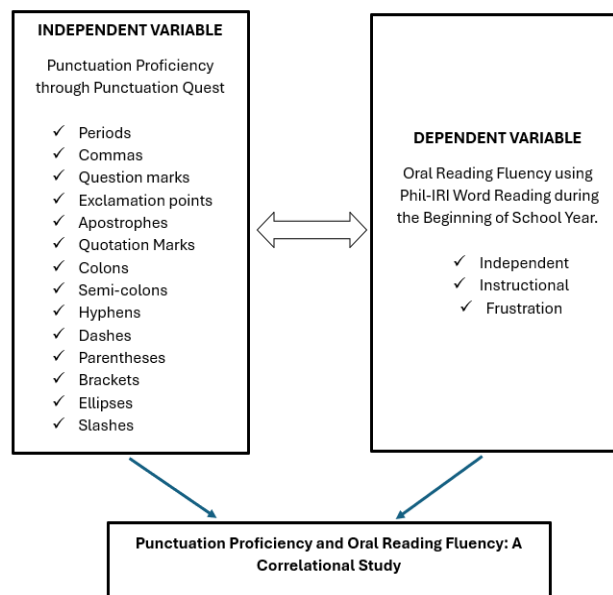 INDEPENDENT VARIABLE
Punctuation Proficiency
through Punctuation Quest
✓ Periods
✓ Commas
✓ Question marks
✓ Exclamation points
✓ Apostrophes
✓ Quotation Marks
✓ Colons
✓ Semi-colons
✓ Hyphens
✓ Dashes
✓ Parentheses
✓ Brackets
✓ Ellipses
✓ Slashes
DEPENDENT VARIABLE
Oral Reading Fluency using
Phil-IRI Word Reading during
the Beginning of School Year.
✓ Independent
✓ Instructional
✓ Frustration
Punctuation Proficiency and Oral Reading Fluency: A
Correlational Study